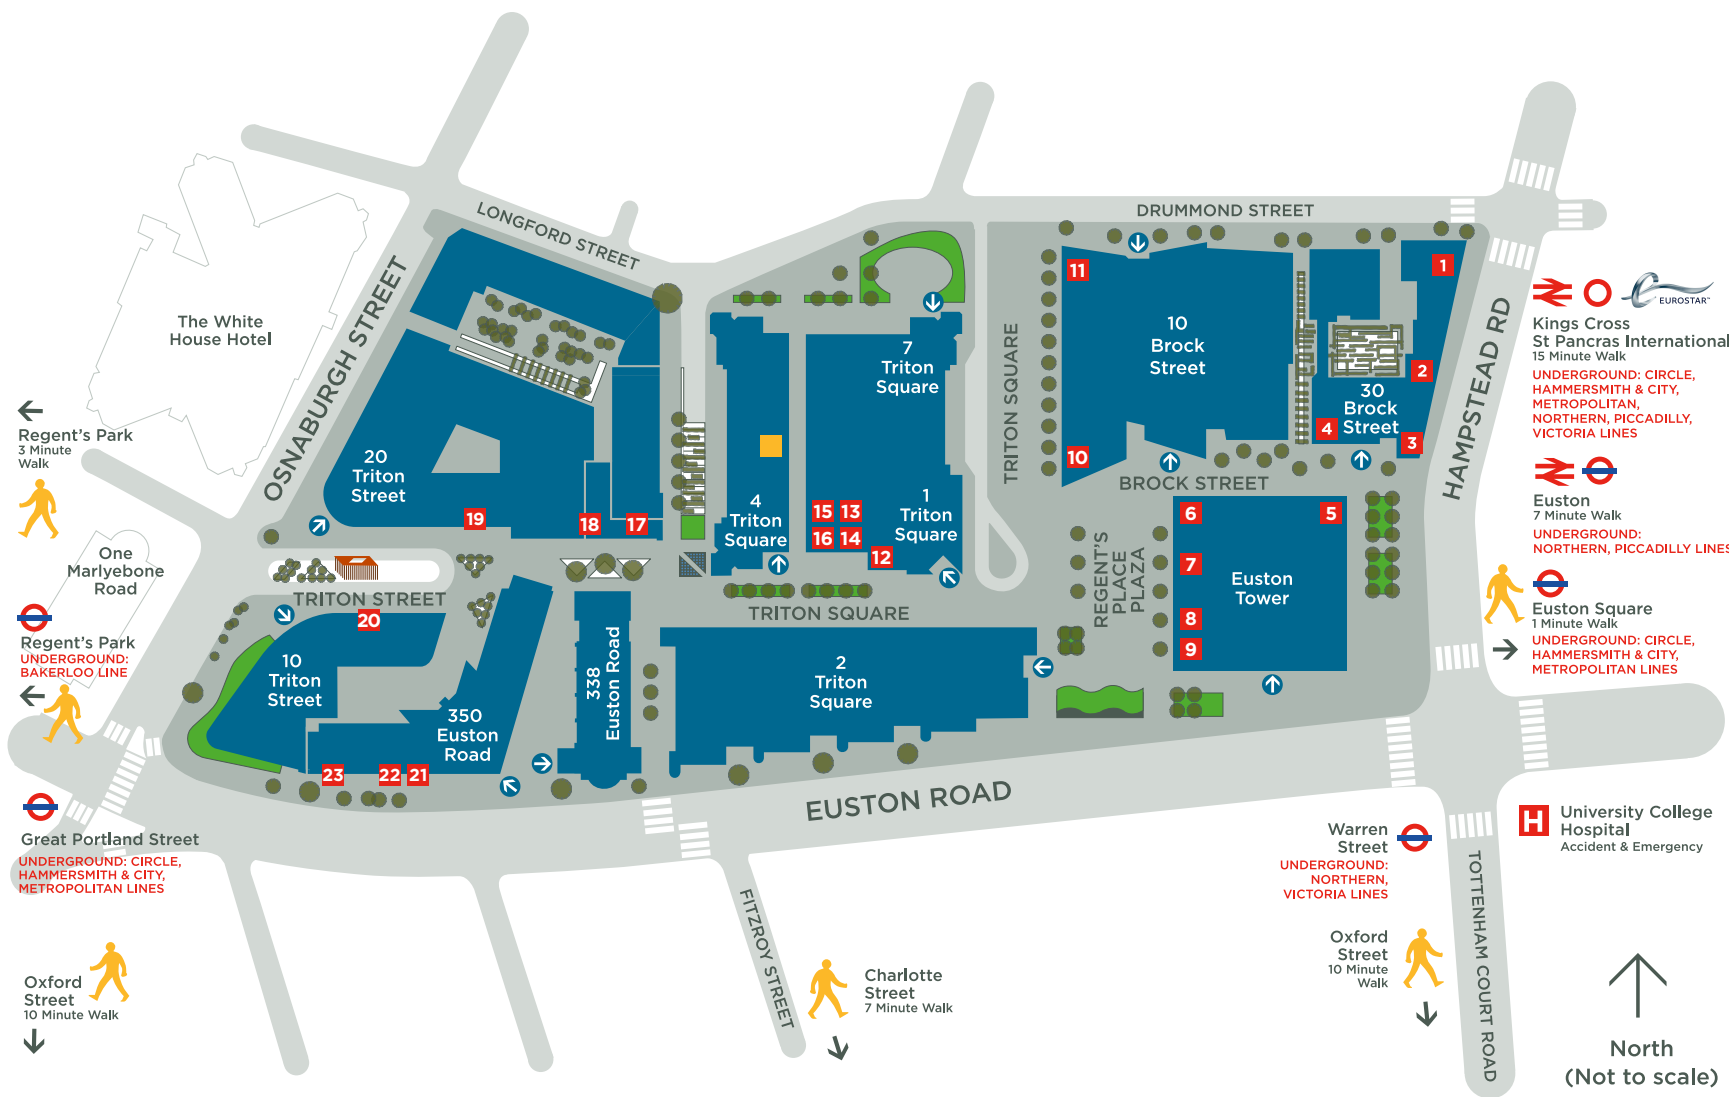 LONGFORD STREET
DRUMMOND STREET
The White
House Hotel
OSNABURGH STREET
20
Triton
Street
19
18
17
4
Triton
Square
7
Triton
Square
1
Triton
Square
15
13
16
14
12
TRITON SQUARE
11
10
Brock
Street
10
1
2
30
Brock
Street
4
3
BROCK STREET
HAMPSTEAD RD
EUROSTAR™
Kings Cross
St Pancras International
15 Minute Walk
UNDERGROUND: CIRCLE,
HAMMERSMITH & CITY,
METROPOLITAN,
NORTHERN, PICCADILLY,
VICTORIA LINES
Euston
7 Minute Walk
UNDERGROUND:
NORTHERN, PICCADILLY LINES
Euston Square
1 Minute Walk
UNDERGROUND: CIRCLE,
HAMMERSMITH & CITY,
METROPOLITAN LINES
Regent's Park
3 Minute
Walk
One
Marlyebone
Road
Regent's Park
UNDERGROUND:
BAKERLOO LINE
TRITON STREET
20
10
Triton
Street
350
Euston
Road
23
22
21
338
Euston Road
TRITON SQUARE
2
Triton
Square
REGENT'S
PLACE
PLAZA
6
5
7
8
9
Euston
Tower
EUSTON ROAD
Great Portland Street
UNDERGROUND: CIRCLE,
HAMMERSMITH & CITY,
METROPOLITAN LINES
Oxford
Street
10 Minute Walk
FITZROY STREET
Charlotte
Street
7 Minute Walk
Warren
Street
UNDERGROUND:
NORTHERN,
VICTORIA LINES
Oxford
Street
10 Minute
Walk
TOTTENHAM COURT ROAD
H
University College
Hospital
Accident & Emergency
North
(Not to scale)